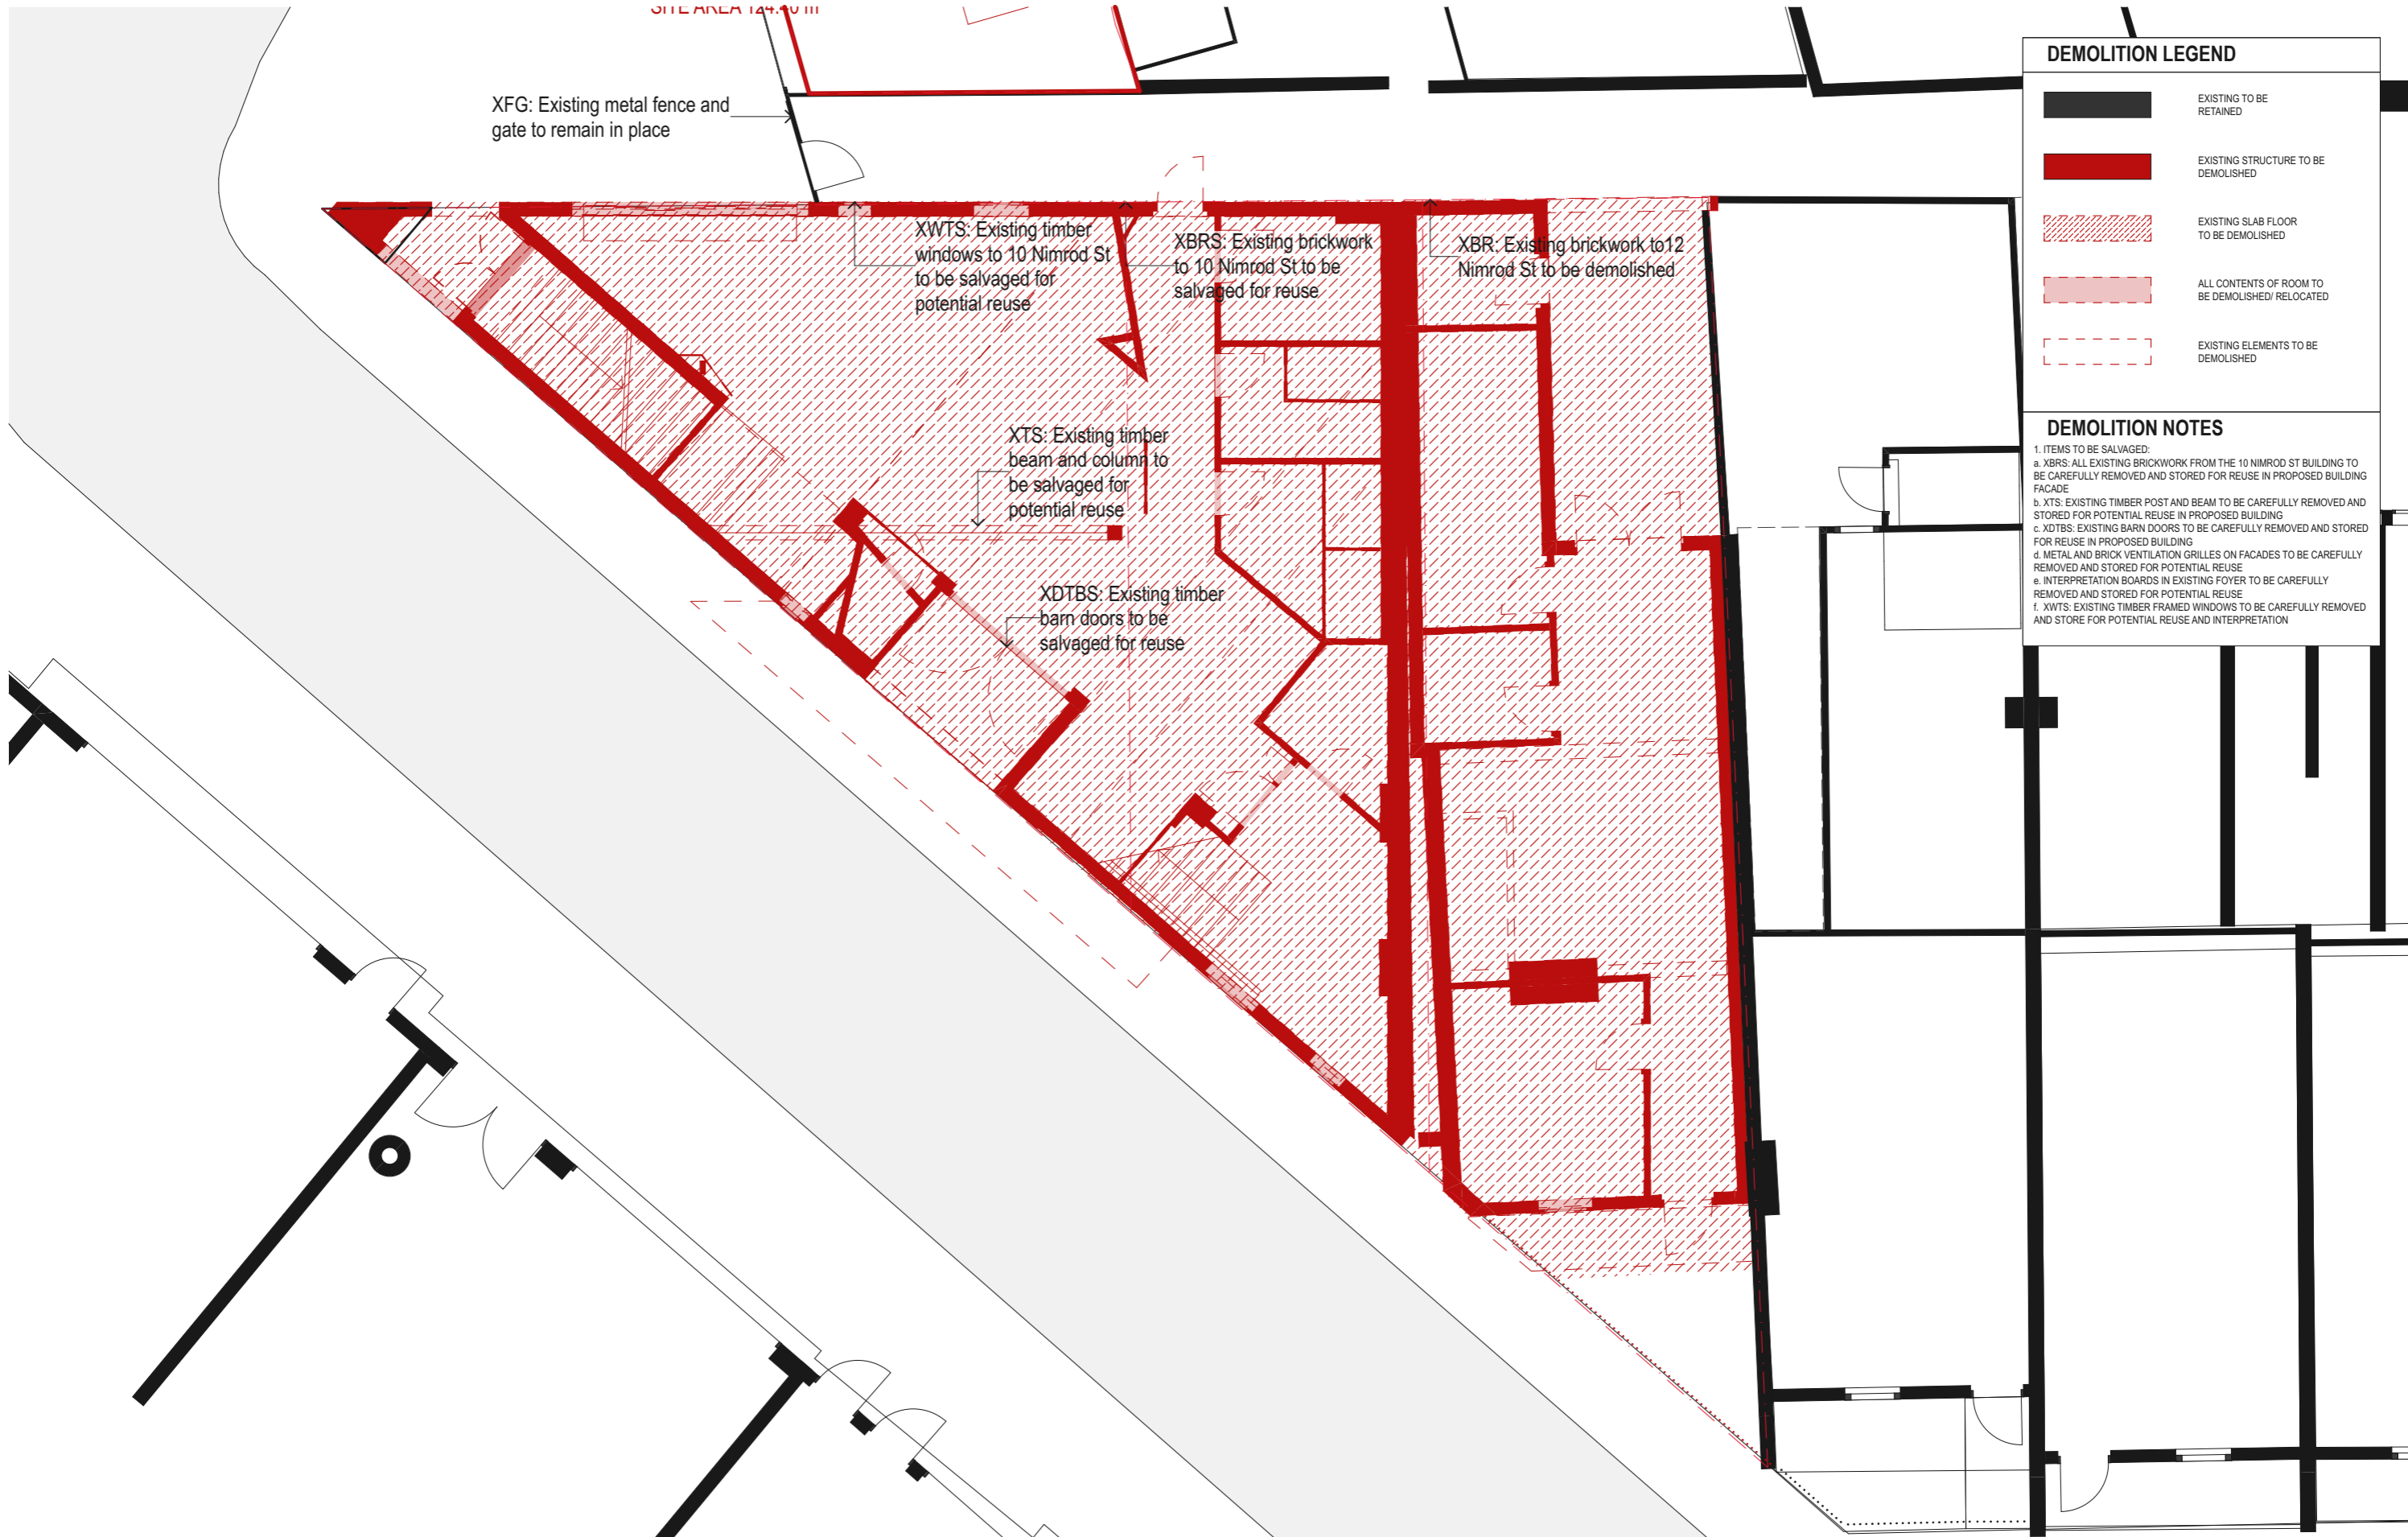 SITE AREA 124.
XFG: Existing metal fence and
gate to remain in place
XWTS: Existing timber
windows to 10 Nimrod St
to be salvaged for
potential reuse
XBRS: Existing brickwork
to 10 Nimrod St to be
salvaged for reuse
XBR: Existing brickwork to12
Nimrod St to be demolished
XTS: Existing timber
beam and column to
be salvaged for
potential reuse
XDTBS: Existing timber
barn doors to be
salvaged for reuse
DEMOLITION LEGEND
EXISTING TO BE
RETAINED
EXISTING STRUCTURE TO BE
DEMOLISHED
EXISTING SLAB FLOOR
TO BE DEMOLISHED
ALL CONTENTS OF ROOM TO
BE DEMOLISHED/ RELOCATED
EXISTING ELEMENTS TO BE
DEMOLISHED
DEMOLITION NOTES
1. ITEMS TO BE SALVAGED:
a. XBRS: ALL EXISTING BRICKWORK FROM THE 10 NIMROD ST BUILDING TO
BE CAREFULLY REMOVED AND STORED FOR REUSE IN PROPOSED BUILDING
FACADE
b. XTS: EXISTING TIMBER POST AND BEAM TO BE CAREFULLY REMOVED AND
STORED FOR POTENTIAL REUSE IN PROPOSED BUILDING
c. XDTBS: EXISTING BARN DOORS TO BE CAREFULLY REMOVED AND STORED
FOR REUSE IN PROPOSED BUILDING
d. METAL AND BRICK VENTILATION GRILLES ON FACADES TO BE CAREFULLY
REMOVED AND STORED FOR POTENTIAL REUSE
e. INTERPRETATION BOARDS IN EXISTING FOYER TO BE CAREFULLY
REMOVED AND STORED FOR POTENTIAL REUSE
f. XWTS: EXISTING TIMBER FRAMED WINDOWS TO BE CAREFULLY REMOVED
AND STORE FOR POTENTIAL REUSE AND INTERPRETATION